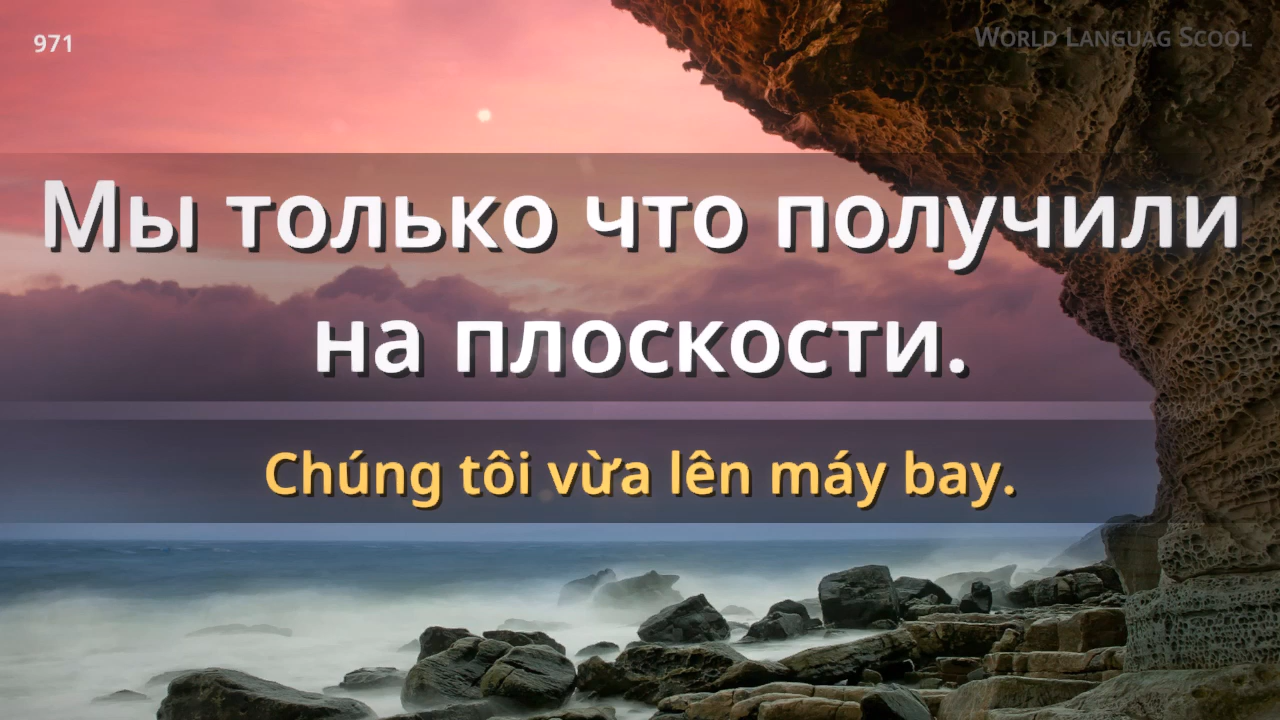 971
World Languag Scool
Мы только что получили
на плоскости.
Chúng tôi vừa lên máy bay.